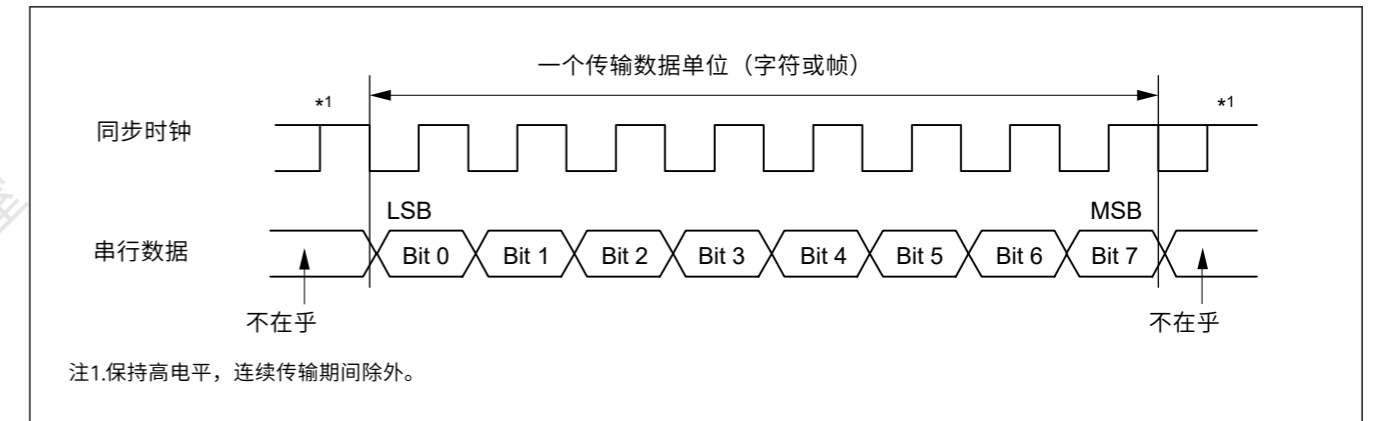 一个传输数据单位（字符或帧）
*1 *1
同步时钟
LSB MSB
串行数据 Bit 0 Bit 1 Bit 2 Bit 3 Bit 4 Bit 5 Bit 6 Bit 7
不在乎 不在乎
注1.保持高电平，连续传输期间除外。